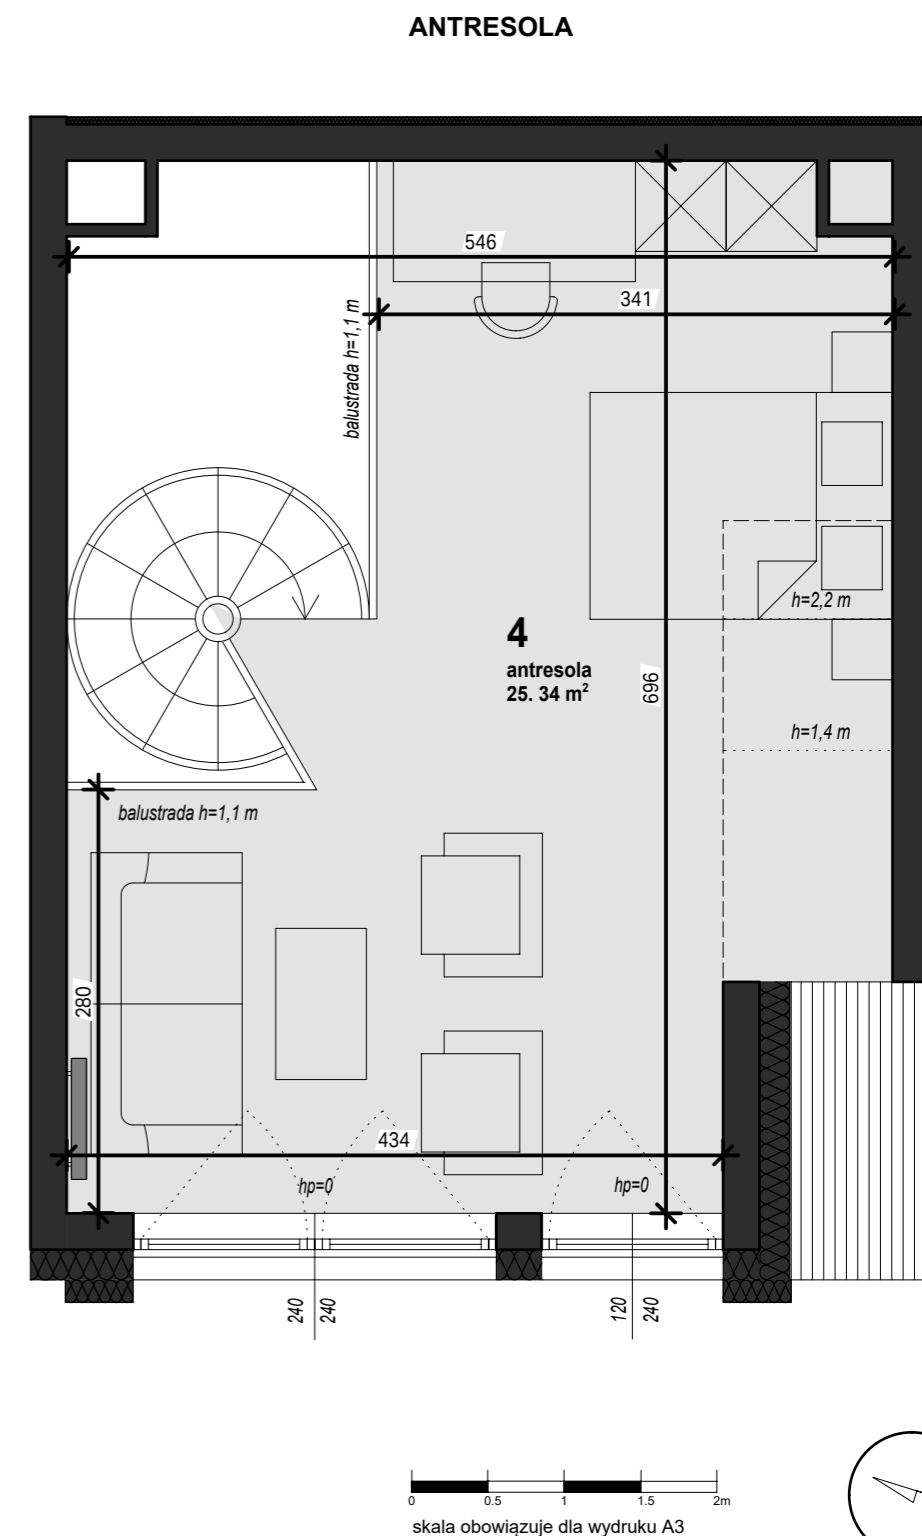 ANTRESOLA
546
341
balustrada h=1,1 m
h=2,2 m
4
antresola
25. 34 m²
696
h=1,4 m
balustrada h=1,1 m
280
434
hp=0
hp=0
240
240
120
240
0 0.5 1 1.5 2m
skala obowiązuje dla wydruku A3